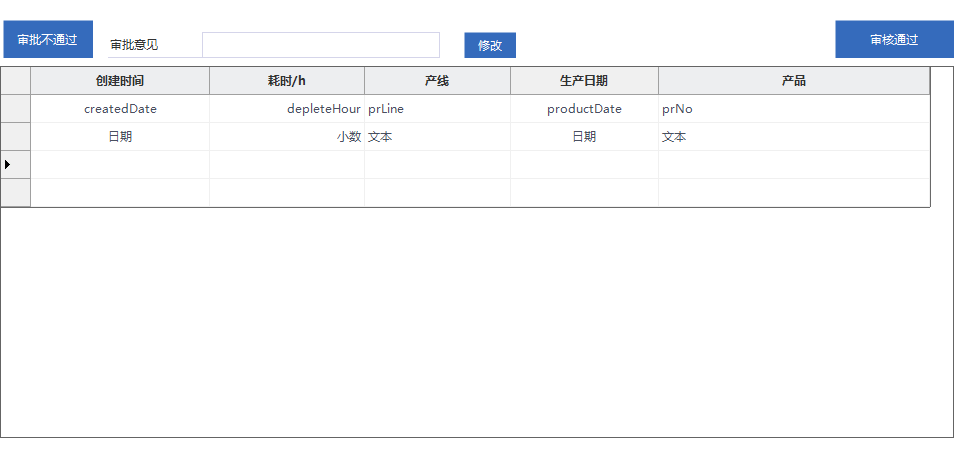 审批不通过
审批意见
修改
审核通过
创建时间 耗时/h 产线 生产日期 产品
createdDate depleteHour prLine productDate prNo
日期 小数 文本 日期 文本